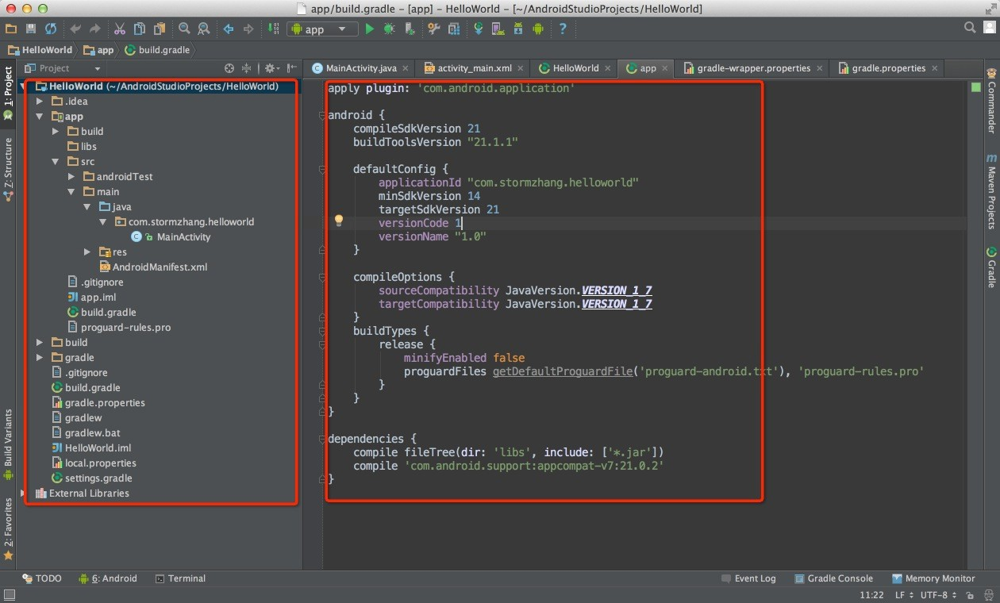 app/build.gradle - [app] - HelloWorld - [~/AndroidStudioProjects/HelloWorld]
app
HelloWorld app build.gradle
Project
MainActivity.java activity_main.xml HelloWorld app gradle-wrapper.properties gradle.properties
1: Project
Z: Structure
Build Variants
2: Favorites
HelloWorld (~/AndroidStudioProjects/HelloWorld)
.idea
app
build
libs
src
androidTest
main
java
com.stormzhang.helloworld
MainActivity
res
AndroidManifest.xml
.gitignore
app.iml
build.gradle
proguard-rules.pro
build
gradle
.gitignore
build.gradle
gradle.properties
gradlew
gradlew.bat
HelloWorld.iml
local.properties
settings.gradle
External Libraries
apply plugin: 'com.android.application'
android {
compileSdkVersion 21
buildToolsVersion "21.1.1"
defaultConfig {
applicationId "com.stormzhang.helloworld"
minSdkVersion 14
targetSdkVersion 21
versionCode 1
versionName "1.0"
}
compileOptions {
sourceCompatibility JavaVersion.VERSION_1_7
targetCompatibility JavaVersion.VERSION_1_7
}
buildTypes {
release {
minifyEnabled false
proguardFiles getDefaultProguardFile('proguard-android.txt'), 'proguard-rules.pro'
}
}
}
dependencies {
compile fileTree(dir: 'libs', include: ['*.jar'])
compile 'com.android.support:appcompat-v7:21.0.2'
}
Commander
Maven Projects
Gradle
TODO 6: Android Terminal Event Log Gradle Console Memory Monitor
11:22 LF UTF-8